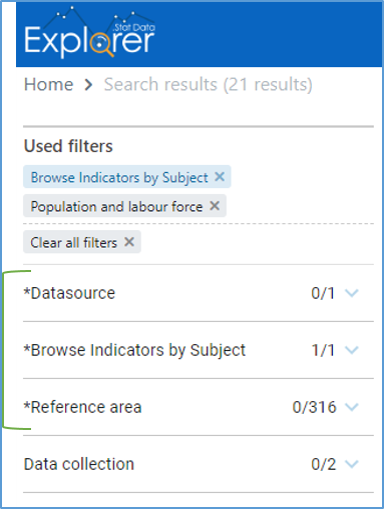 .Stat Data
Explorer
Home > Search results (21 results)
Used filters
Browse Indicators by Subject ×
Population and labour force ×
Clear all filters ×
*Datasource 0/1
*Browse Indicators by Subject 1/1
*Reference area 0/316
Data collection 0/2